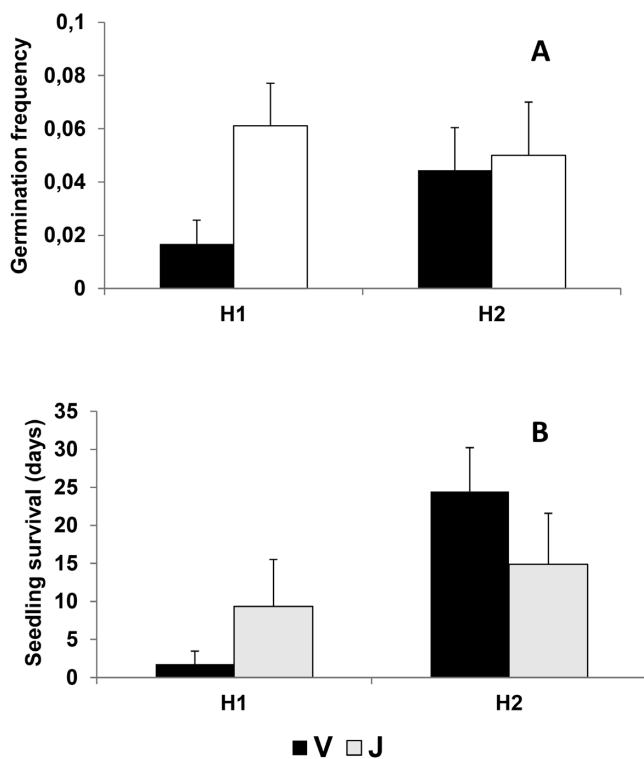 A
Germination frequency
0,1
0,08
0,06
0,04
0,02
0
H1 H2
B
Seedling survival (days)
35
30
25
20
15
10
5
0
H1 H2
V J